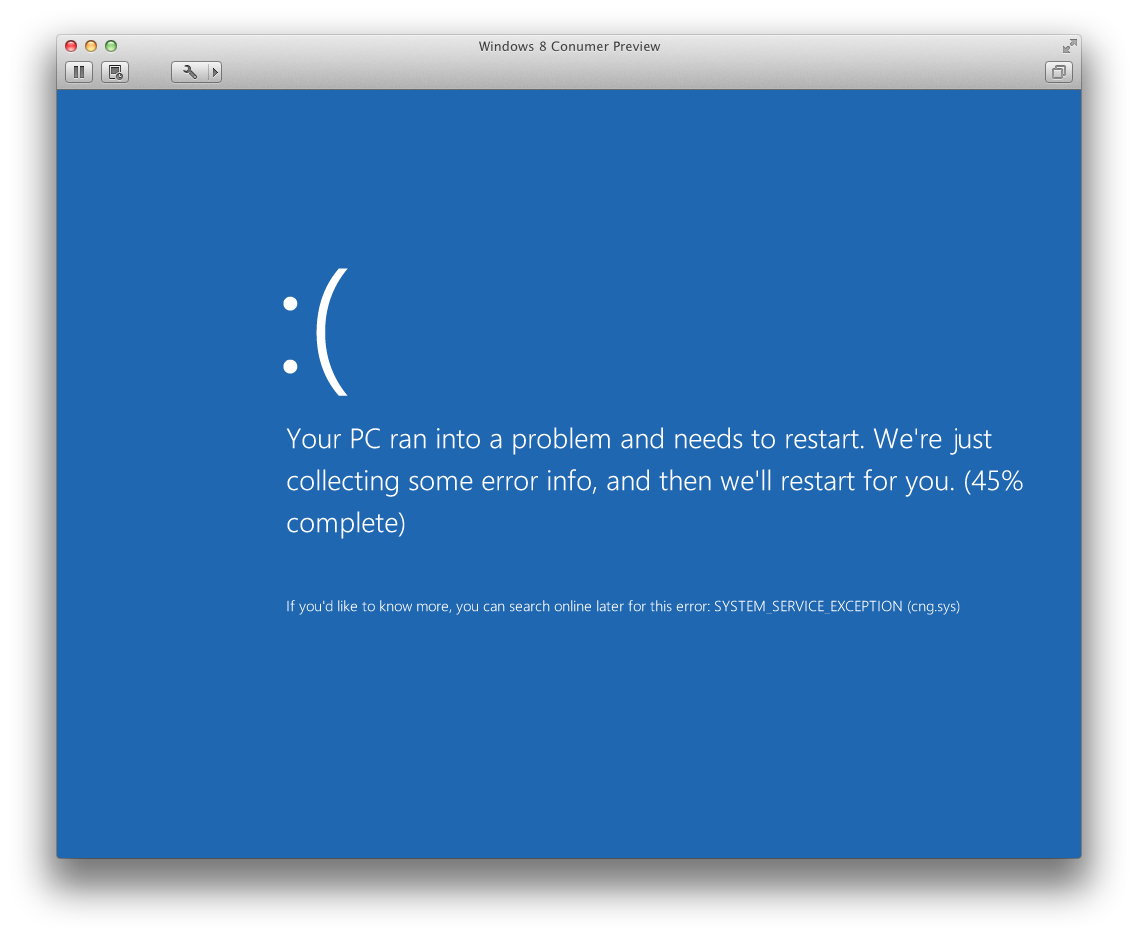 Windows 8 Conumer Preview
:(
Your PC ran into a problem and needs to restart. We're just
collecting some error info, and then we'll restart for you. (45%
complete)
If you'd like to know more, you can search online later for this error: SYSTEM_SERVICE_EXCEPTION (cng.sys)